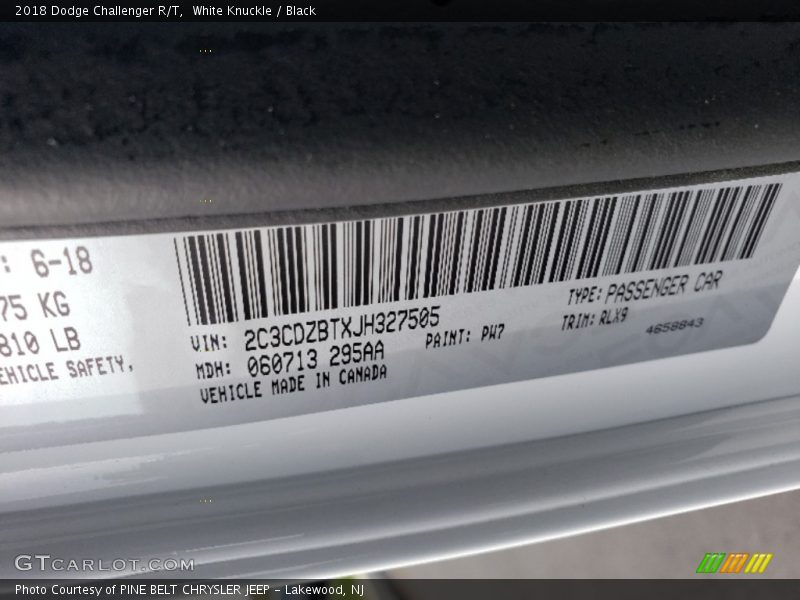 2018 Dodge Challenger R/T, White Knuckle / Black
: 6-18
75 KG
810 LB
EHICLE SAFETY,
VIN: 2C3CDZBTXJH327505
MDH: 060713 295AA
VEHICLE MADE IN CANADA
PAINT: PW7
TYPE: PASSENGER CAR
TRIM: RLX9
4658843
GTCARLOT.COM
Photo Courtesy of PINE BELT CHRYSLER JEEP - Lakewood, NJ